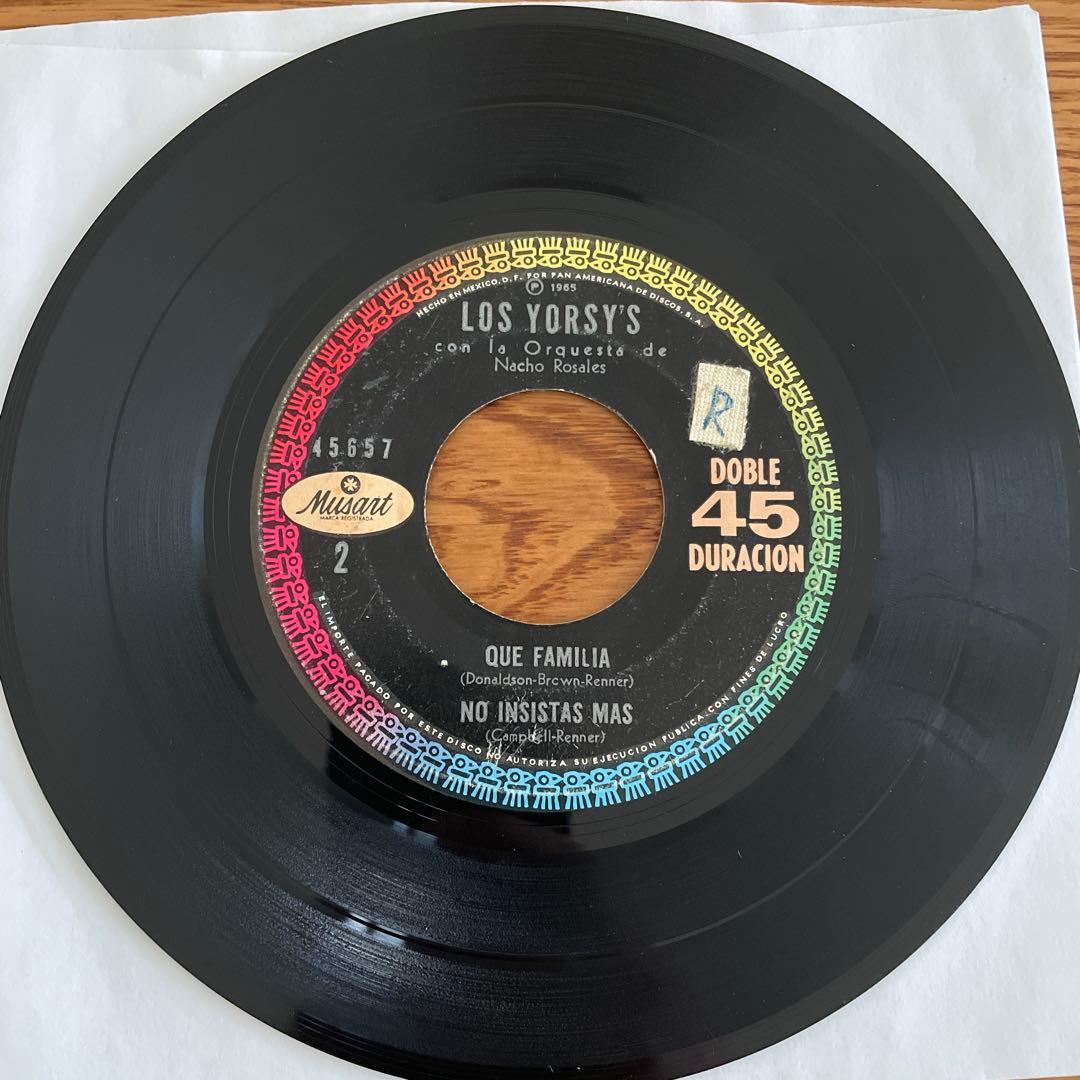 HECHO EN MEXICO, D.F. POR PAN AMERICANA DE DISCOS, S.A.
Ⓟ 1965
LOS YORSY'S
con la Orquesta de
Nacho Rosales
R
45657
Musart
MARCA REGISTRADA
2
DOBLE
45
DURACION
QUE FAMILIA
(Donaldson-Brown-Renner)
NO INSISTAS MAS
(Campbell-Renner)
EL IMPORTE PAGADO POR ESTE DISCO NO AUTORIZA SU EJECUCION PUBLICA CON FINES DE LUCRO